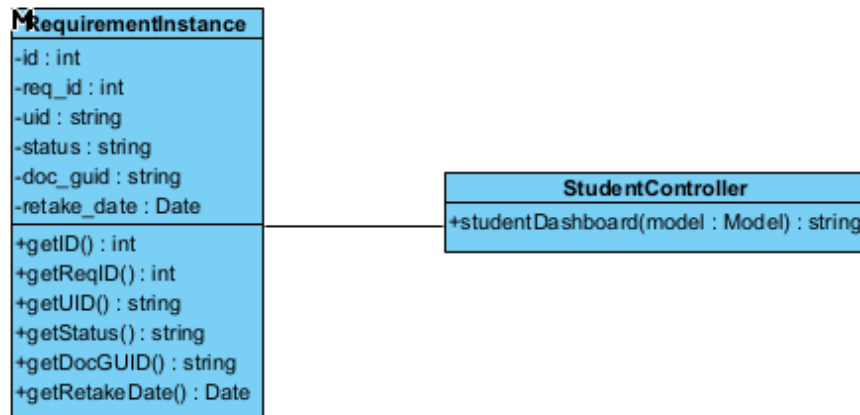 M
RequirementInstance
-id : int
-req_id : int
-uid : string
-status : string
-doc_guid : string
-retake_date : Date
+getID() : int
+getReqID() : int
+getUID() : string
+getStatus() : string
+getDocGUID() : string
+getRetakeDate() : Date
StudentController
+studentDashboard(model : Model) : string